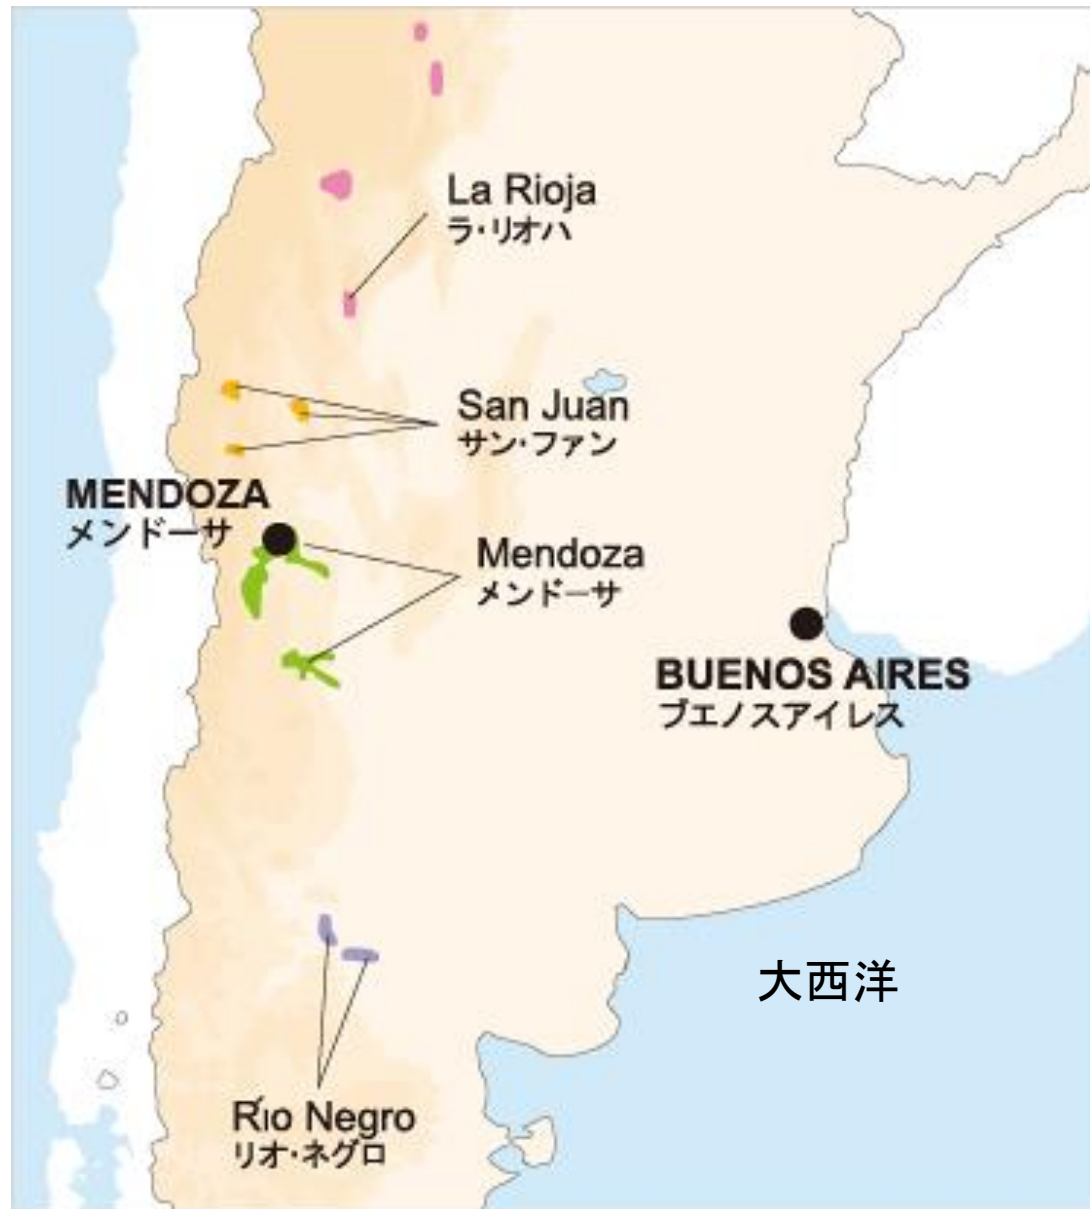 La Rioja
ラ・リオハ
San Juan
サン・ファン
MENDOZA
メンドーサ
Mendoza
メンドーサ
BUENOS AIRES
ブエノスアイレス
大西洋
Río Negro
リオ・ネグロ